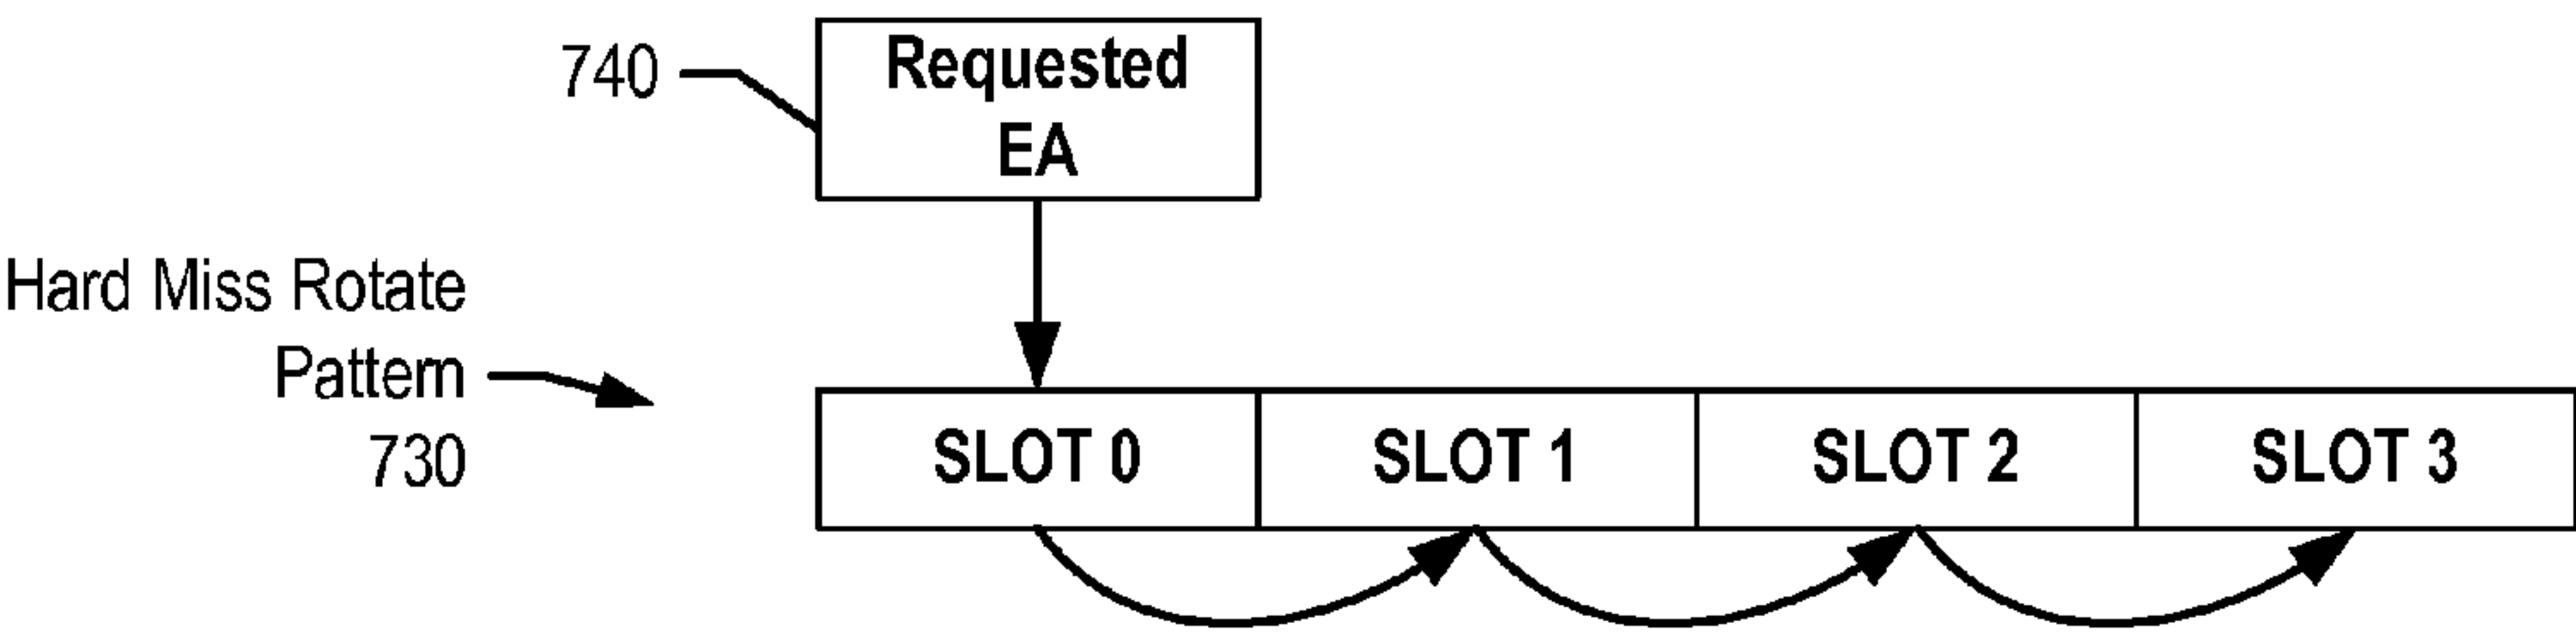 740
Requested
EA
Hard Miss Rotate
Pattern
730
SLOT 0
SLOT 1
SLOT 2
SLOT 3